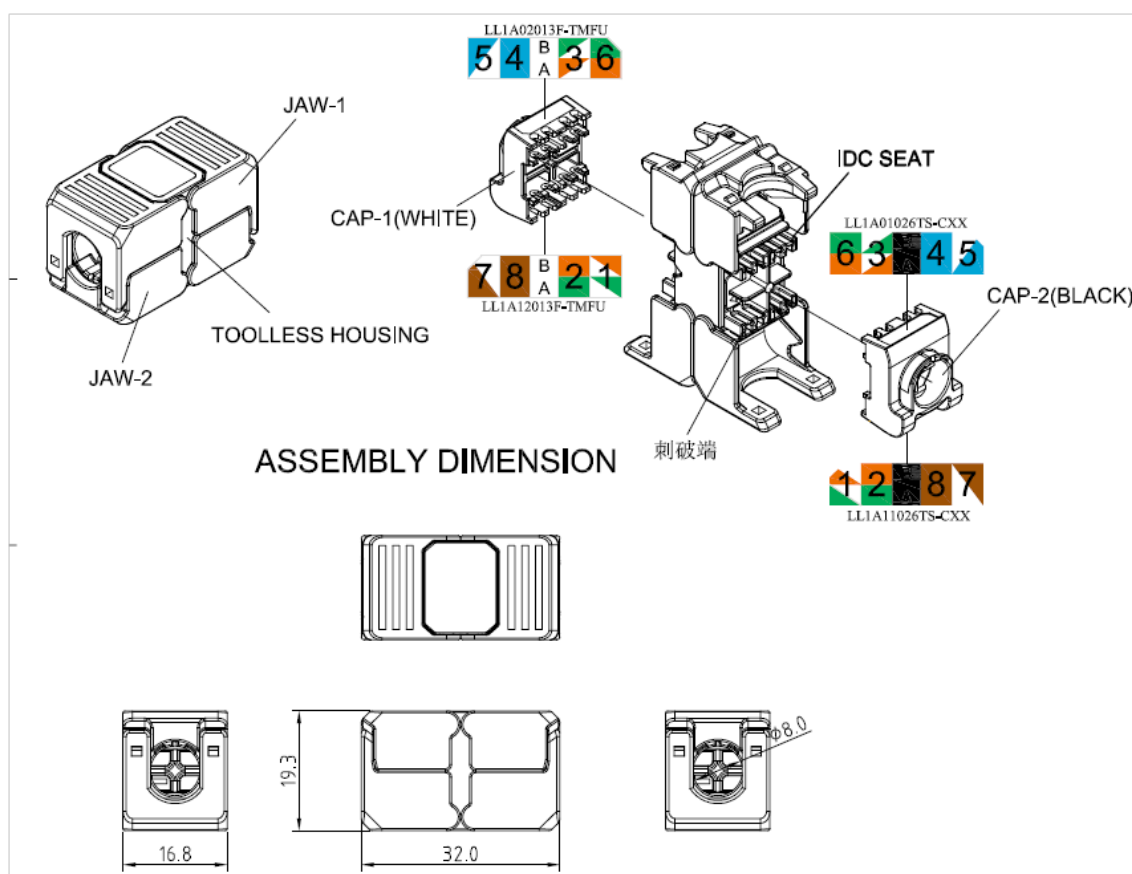 LL1A02013F-TMFU
5 4 B A 3 6
JAW-1
IDC SEAT
CAP-1(WHITE)
LL1A01026TS-CXX
6 3 4 5
7 8 B A 2 1
LL1A12013F-TMFU
CAP-2(BLACK)
TOOLLESS HOUSING
JAW-2
刺破端
ASSEMBLY DIMENSION
1 2 8 7
LL1A11026TS-CXX
Φ8.0
19.3
16.8
32.0